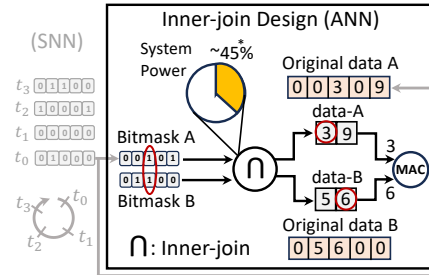 Inner-join Design (ANN)
(SNN)
System Power
~45%*
Original data A
0 0 3 0 9
t3 0 1 1 0 0
t2 1 0 0 0 1
t1 0 0 0 0 0
t0 0 1 0 0 0
data-A
3 9
Bitmask A
0 0 1 0 1
0 1 1 0 0
Bitmask B
∩
3
MAC
6
data-B
5 6
t3 t0
t2 t1
Original data B
0 5 6 0 0
∩: Inner-join